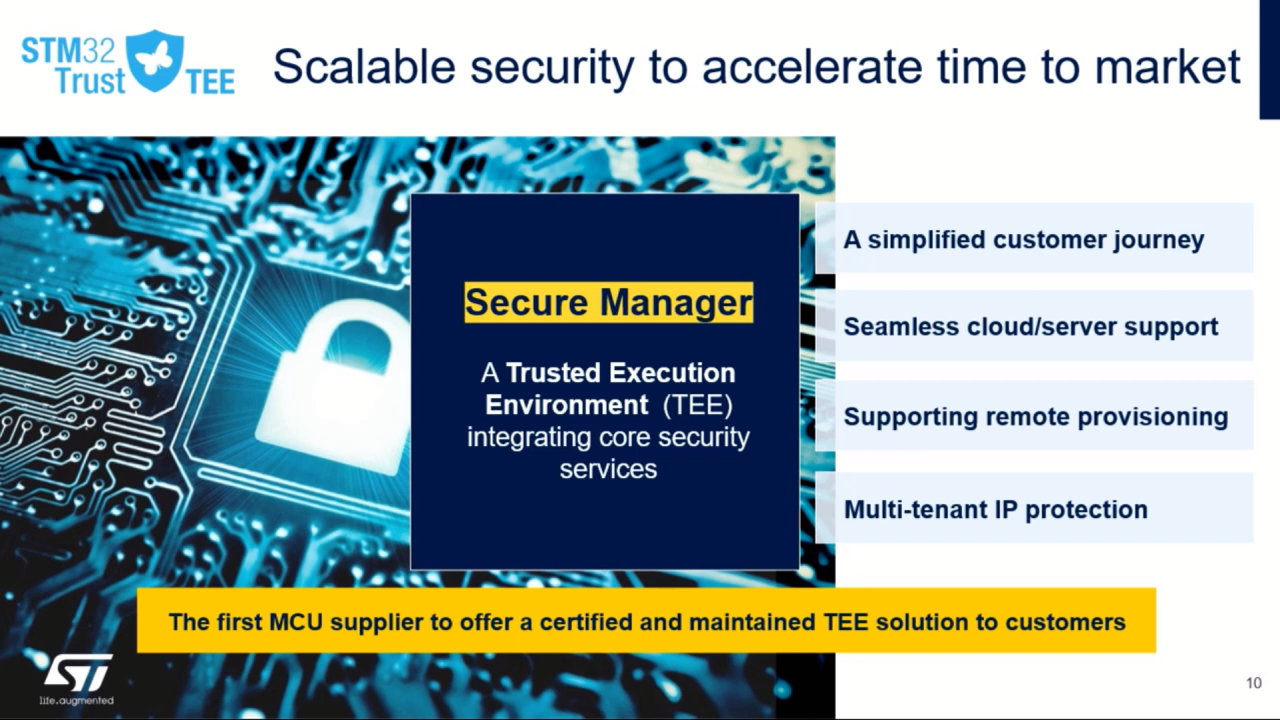 STM32
Trust
TEE
Scalable security to accelerate time to market
Secure Manager
A Trusted Execution
Environment (TEE)
integrating core security
services
A simplified customer journey
Seamless cloud/server support
Supporting remote provisioning
Multi-tenant IP protection
The first MCU supplier to offer a certified and maintained TEE solution to customers
ST
life.augmented
10